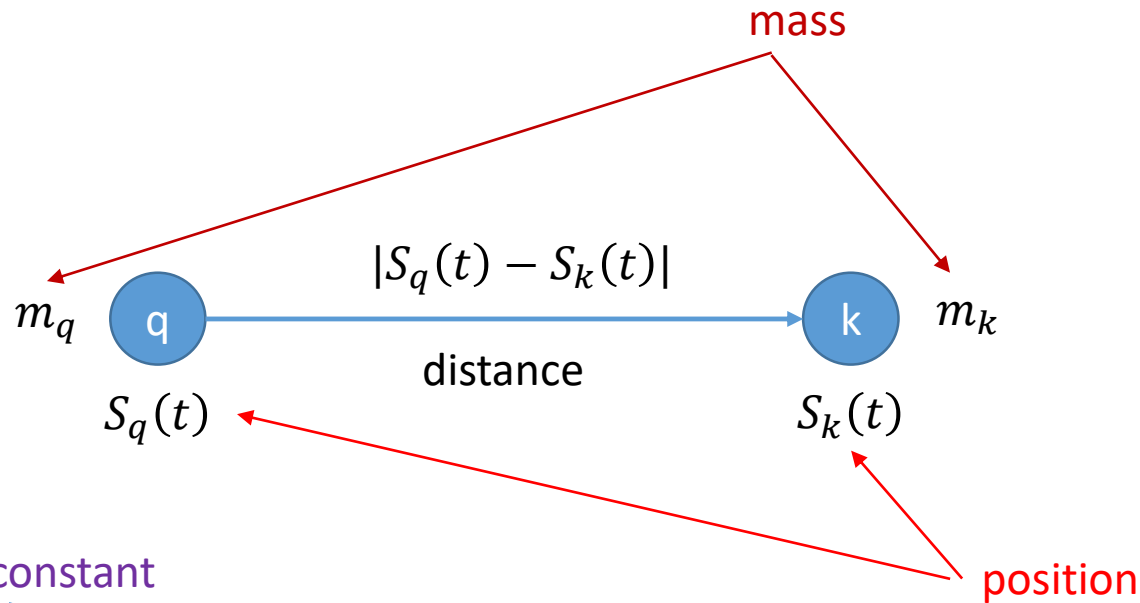 mass
|S_q(t) − S_k(t)|
m_q
q
k
m_k
distance
S_q(t)
S_k(t)
constant
position